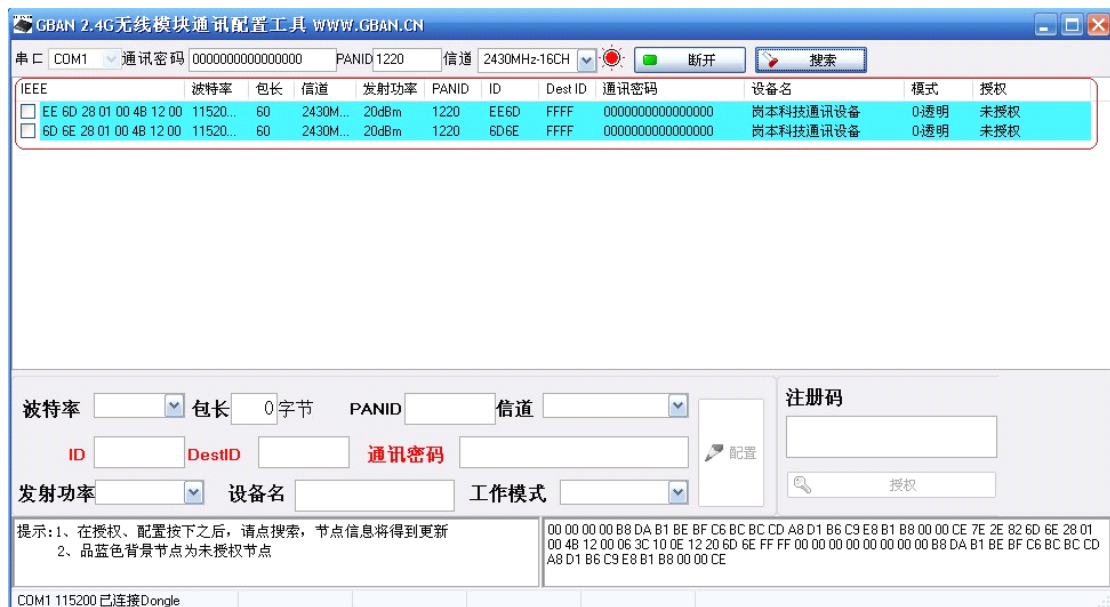 GBAN 2.4G无线模块通讯配置工具 WWW.GBAN.CN
串口 COM1 通讯密码 0000000000000000 PANID 1220 信道 2430MHz-16CH 断开 搜索
IEEE 波特率 包长 信道 发射功率 PANID ID Dest ID 通讯密码 设备名 模式 授权
EE 6D 28 01 00 4B 12 00 11520... 60 2430M... 20dBm 1220 EE6D FFFF 0000000000000000 岗本科技通讯设备 0-透明 未授权
6D 6E 28 01 00 4B 12 00 11520... 60 2430M... 20dBm 1220 6D6E FFFF 0000000000000000 岗本科技通讯设备 0-透明 未授权
波特率 包长 0 字节 PANID 信道 注册码
ID DestID 通讯密码 配置
发射功率 设备名 工作模式 授权
提示:1、在授权、配置按下之后，请点搜索，节点信息将得到更新
2、品蓝色背景节点为未授权节点
00 00 00 00 B8 DA B1 BE BF C6 BC BC CD A8 D1 B6 C9 E8 B1 B8 00 00 CE 7E 2E 82 6D 6E 28 01
00 4B 12 00 06 3C 10 0E 12 20 6D 6E FF FF 00 00 00 00 00 00 00 00 B8 DA B1 BE BF C6 BC BC CD
A8 D1 B6 C9 E8 B1 B8 00 00 CE
COM1 115200 已连接Dongle